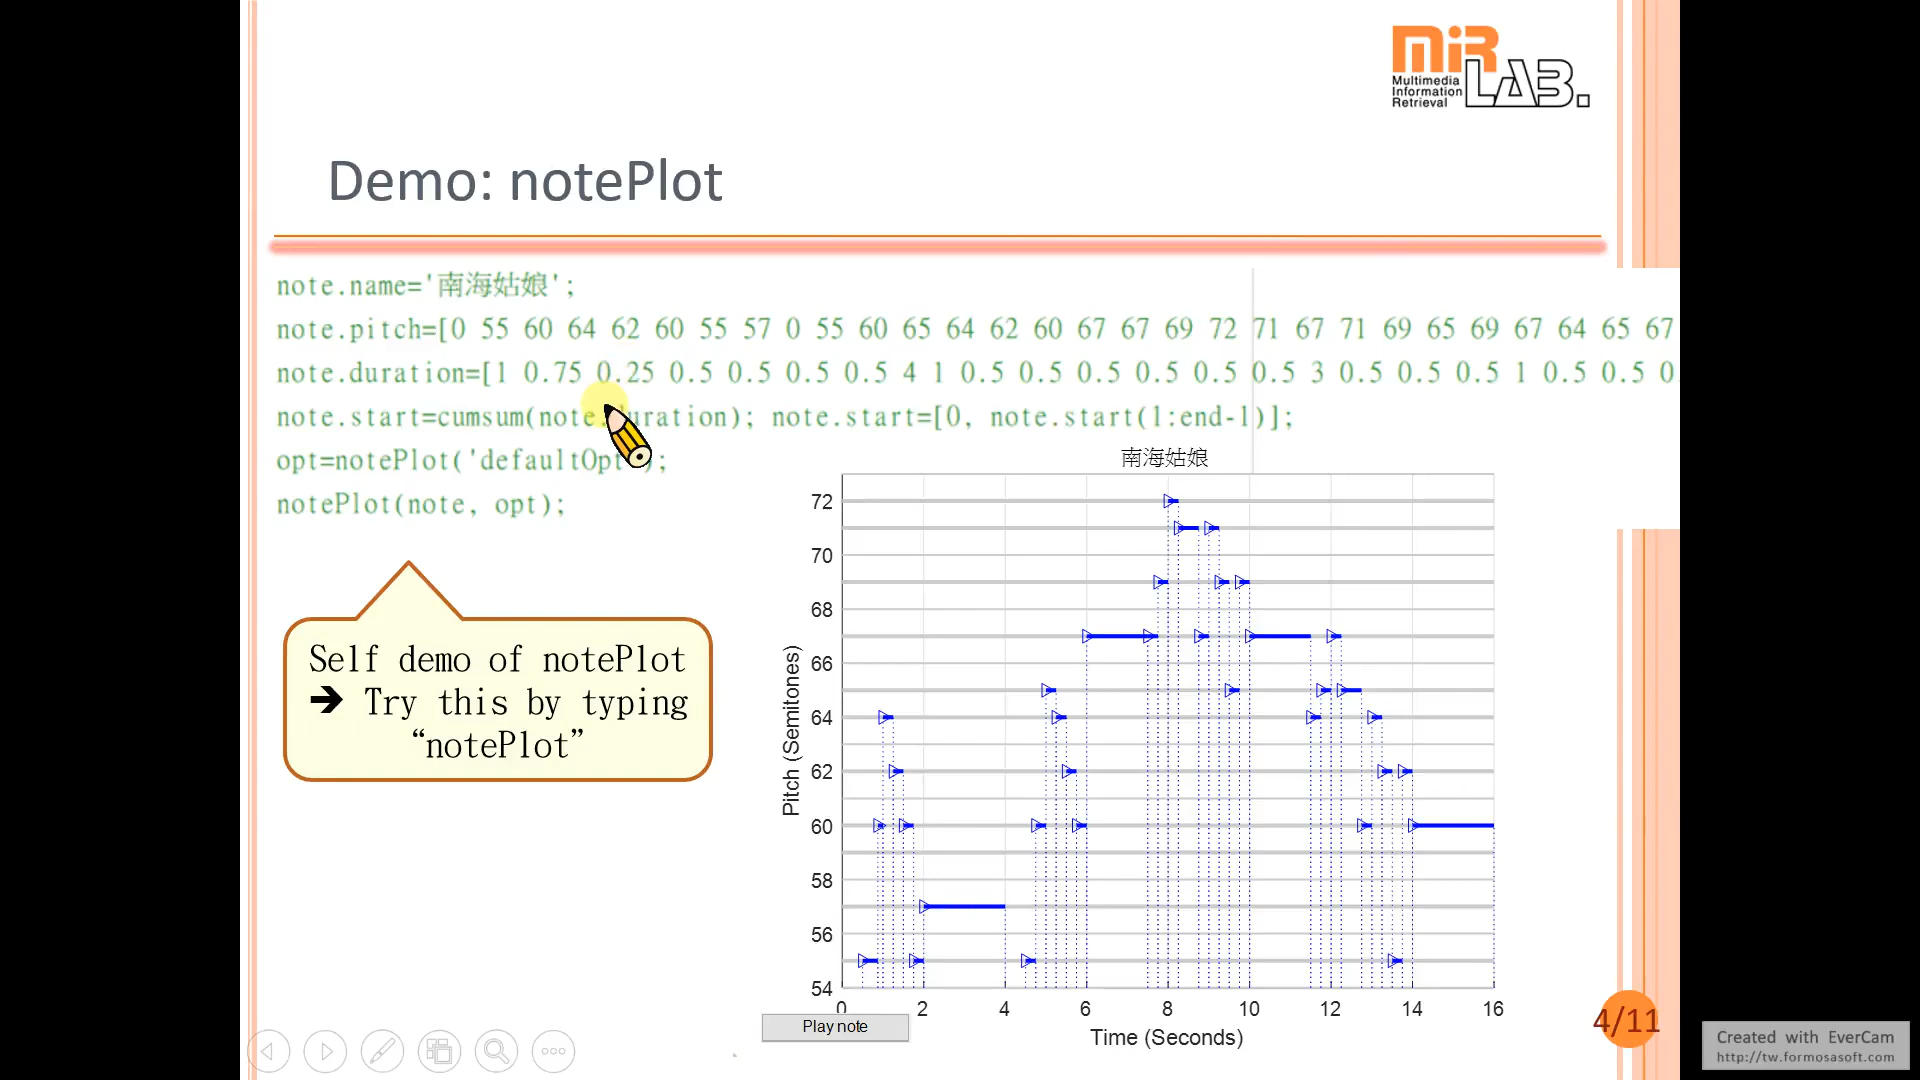 MiR
Multimedia
Information
Retrieval
LAB.
Demo: notePlot
note.name='南海姑娘';
note.pitch=[0 55 60 64 62 60 55 57 0 55 60 65 64 62 60 67 67 69 72 71 67 71 69 65 69 67 64 65 67
note.duration=[1 0.75 0.25 0.5 0.5 0.5 0.5 4 1 0.5 0.5 0.5 0.5 0.5 0.5 3 0.5 0.5 0.5 1 0.5 0.5 0.
note.start=cumsum(note.duration); note.start=[0, note.start(1:end-1)];
opt=notePlot('defaultOpt');
notePlot(note, opt);
Self demo of notePlot
➔ Try this by typing
“notePlot”
南海姑娘
72
70
68
66
64
62
60
58
56
54
Pitch (Semitones)
0 2 4 6 8 10 12 14 16
Time (Seconds)
Play note
4/11
Created with EverCam
http://tw.formosasoft.com